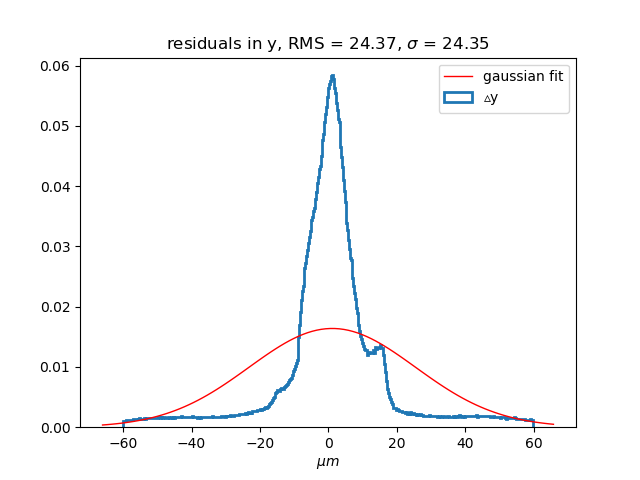 residuals in y, RMS = 24.37, σ = 24.35
gaussian fit
△y
0.06
0.05
0.04
0.03
0.02
0.01
0.00
−60 −40 −20 0 20 40 60
μm